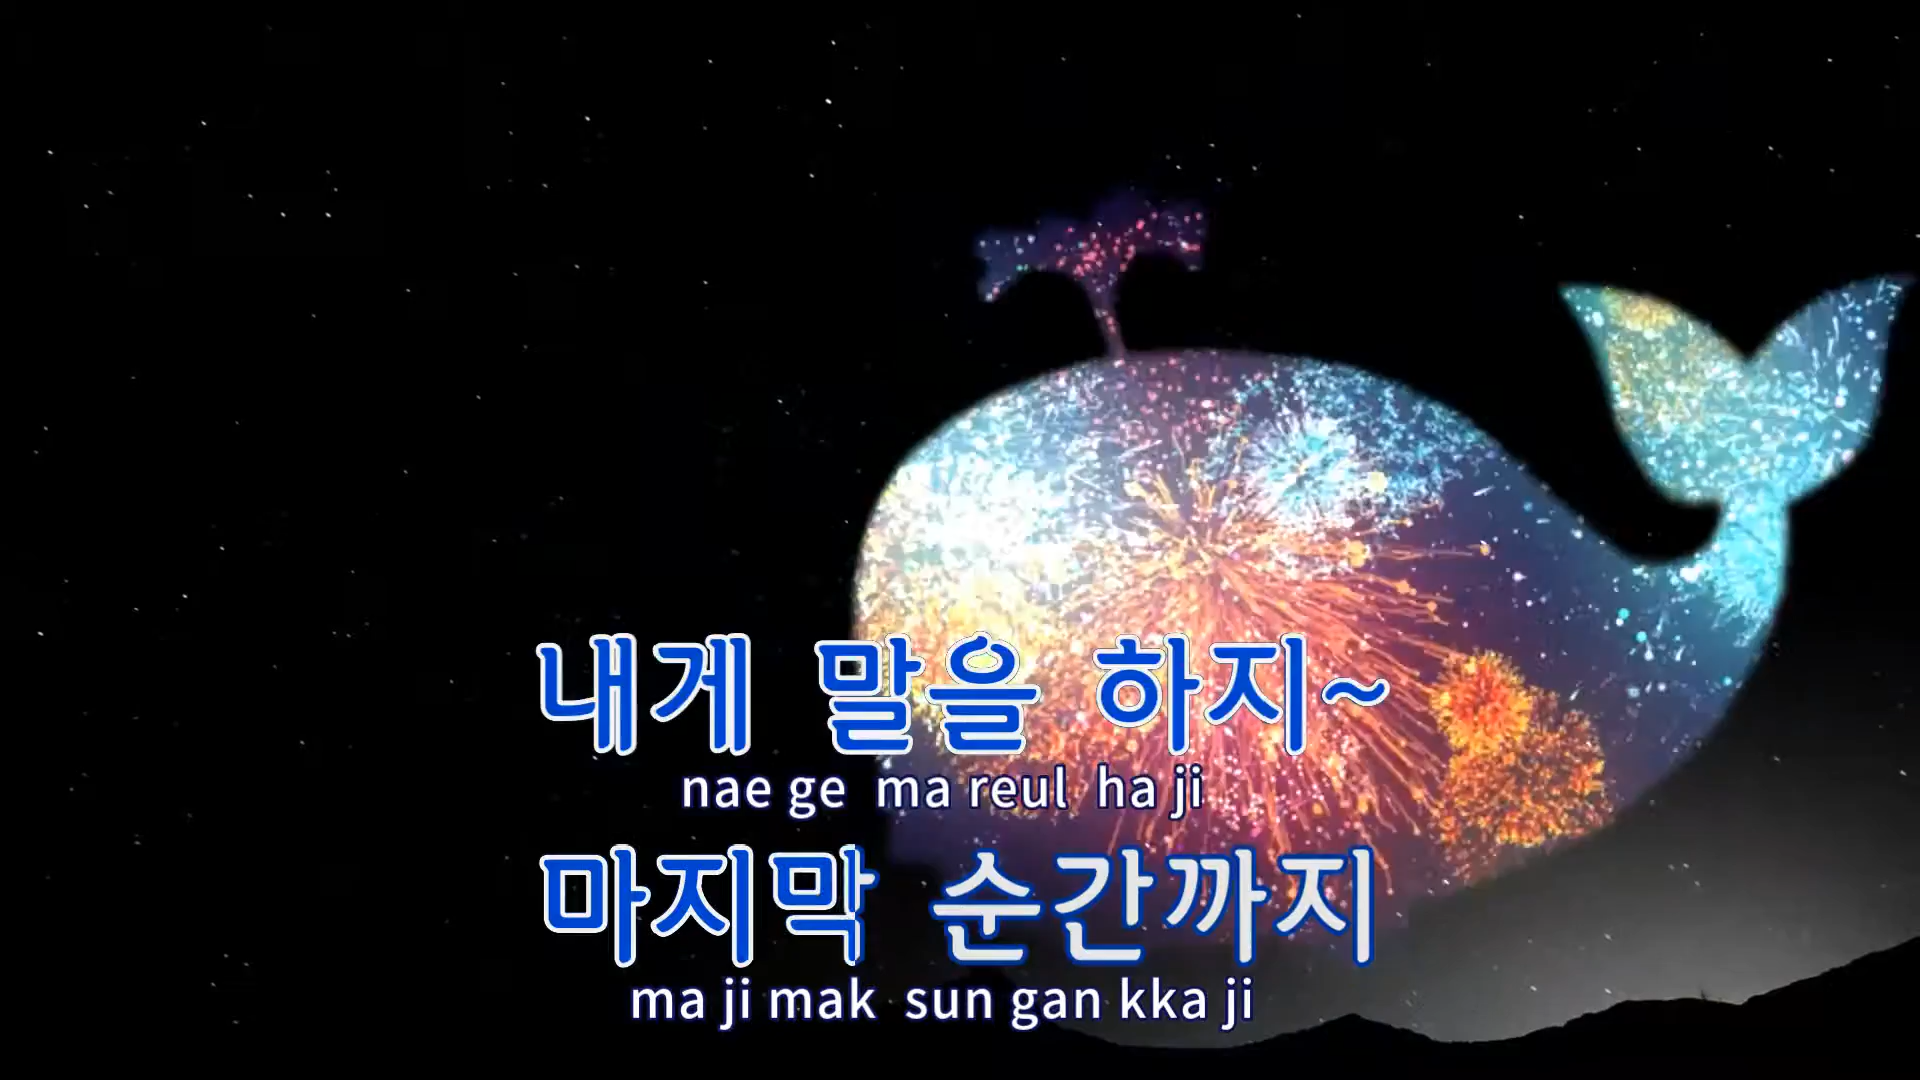 내게 말을 하지~
nae ge ma reul ha ji
마지막 순간까지
ma ji mak sun gan kka ji